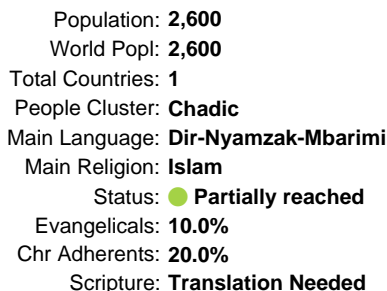 Population: 2,600
World Popl: 2,600
Total Countries: 1
People Cluster: Chadic
Main Language: Dir-Nyamzak-Mbarimi
Main Religion: Islam
Status: Partially reached
Evangelicals: 10.0%
Chr Adherents: 20.0%
Scripture: Translation Needed